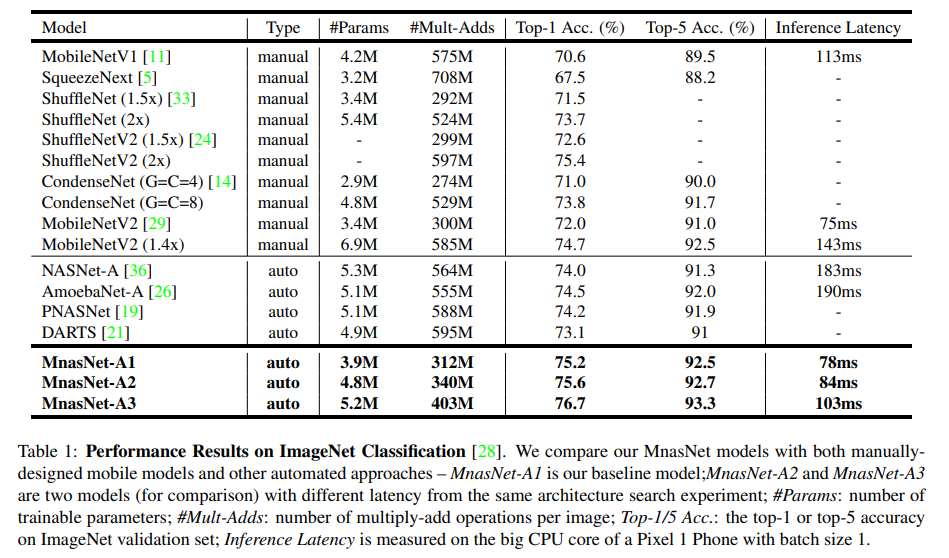 Model Type #Params #Mult-Adds Top-1 Acc. (%) Top-5 Acc. (%) Inference Latency
MobileNetV1 [11] manual 4.2M 575M 70.6 89.5 113ms
SqueezeNext [5] manual 3.2M 708M 67.5 88.2 -
ShuffleNet (1.5x) [33] manual 3.4M 292M 71.5 - -
ShuffleNet (2x) manual 5.4M 524M 73.7 - -
ShuffleNetV2 (1.5x) [24] manual - 299M 72.6 - -
ShuffleNetV2 (2x) manual - 597M 75.4 - -
CondenseNet (G=C=4) [14] manual 2.9M 274M 71.0 90.0 -
CondenseNet (G=C=8) manual 4.8M 529M 73.8 91.7 -
MobileNetV2 [29] manual 3.4M 300M 72.0 91.0 75ms
MobileNetV2 (1.4x) manual 6.9M 585M 74.7 92.5 143ms
NASNet-A [36] auto 5.3M 564M 74.0 91.3 183ms
AmoebaNet-A [26] auto 5.1M 555M 74.5 92.0 190ms
PNASNet [19] auto 5.1M 588M 74.2 91.9 -
DARTS [21] auto 4.9M 595M 73.1 91 -
MnasNet-A1 auto 3.9M 312M 75.2 92.5 78ms
MnasNet-A2 auto 4.8M 340M 75.6 92.7 84ms
MnasNet-A3 auto 5.2M 403M 76.7 93.3 103ms
Table 1: Performance Results on ImageNet Classification [28]. We compare our MnasNet models with both manually-
designed mobile models and other automated approaches – MnasNet-A1 is our baseline model;MnasNet-A2 and MnasNet-A3
are two models (for comparison) with different latency from the same architecture search experiment; #Params: number of
trainable parameters; #Mult-Adds: number of multiply-add operations per image; Top-1/5 Acc.: the top-1 or top-5 accuracy
on ImageNet validation set; Inference Latency is measured on the big CPU core of a Pixel 1 Phone with batch size 1.